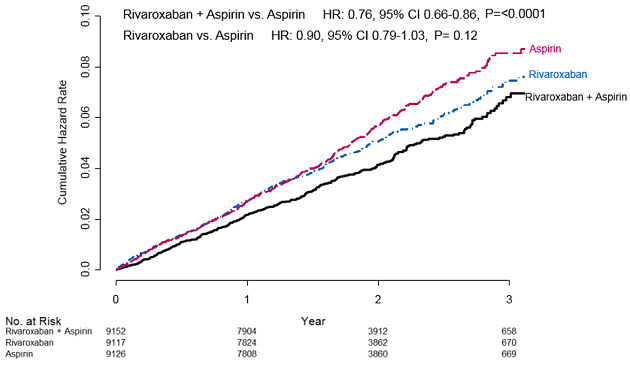 Rivaroxaban + Aspirin vs. Aspirin HR: 0.76, 95% CI 0.66-0.86, P=<0.0001
Rivaroxaban vs. Aspirin HR: 0.90, 95% CI 0.79-1.03, P= 0.12
Cumulative Hazard Rate
0.10
0.08
0.06
0.04
0.02
0.0
Aspirin
Rivaroxaban
Rivaroxaban + Aspirin
0 1 2 3
Year
No. at Risk
Rivaroxaban + Aspirin 9152 7904 3912 658
Rivaroxaban 9117 7824 3862 670
Aspirin 9126 7808 3860 669